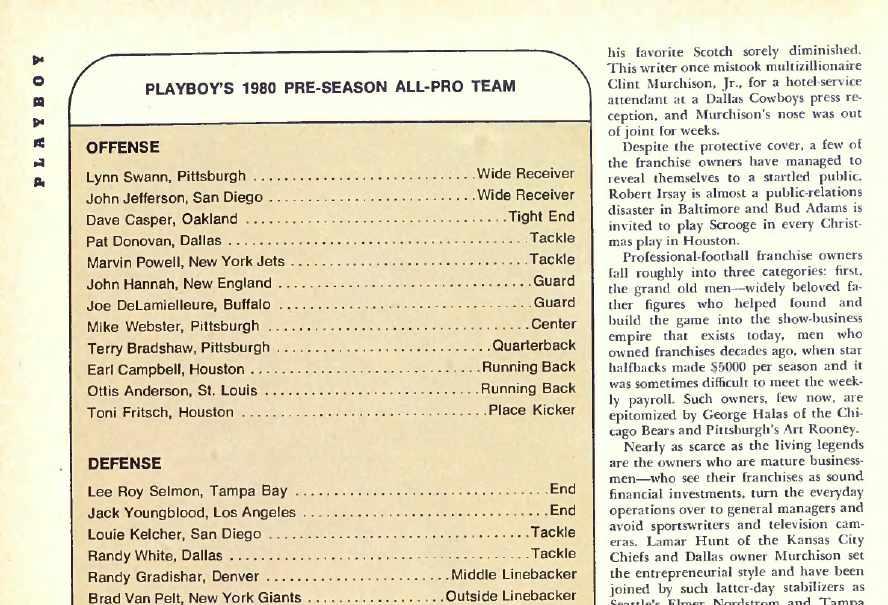 PLAYBOY
PLAYBOY'S 1980 PRE-SEASON ALL-PRO TEAM
OFFENSE
Lynn Swann, Pittsburgh ............................Wide Receiver
John Jefferson, San Diego ..........................Wide Receiver
Dave Casper, Oakland .................................Tight End
Pat Donovan, Dallas ......................................Tackle
Marvin Powell, New York Jets ..............................Tackle
John Hannah, New England ................................Guard
Joe DeLamielleure, Buffalo .................................Guard
Mike Webster, Pittsburgh .................................Center
Terry Bradshaw, Pittsburgh ...........................Quarterback
Earl Campbell, Houston .............................Running Back
Ottis Anderson, St. Louis ...........................Running Back
Toni Fritsch, Houston ...............................Place Kicker
DEFENSE
Lee Roy Selmon, Tampa Bay ................................End
Jack Youngblood, Los Angeles ...............................End
Louie Kelcher, San Diego .................................Tackle
Randy White, Dallas ......................................Tackle
Randy Gradishar, Denver .......................Middle Linebacker
Brad Van Pelt, New York Giants ..................Outside Linebacker
his favorite Scotch sorely diminished.
This writer once mistook multizillionaire
Clint Murchison, Jr., for a hotel-service
attendant at a Dallas Cowboys press re-
ception, and Murchison's nose was out
of joint for weeks.
Despite the protective cover, a few of
the franchise owners have managed to
reveal themselves to a startled public.
Robert Irsay is almost a public-relations
disaster in Baltimore and Bud Adams is
invited to play Scrooge in every Christ-
mas play in Houston.
Professional-football franchise owners
fall roughly into three categories: first,
the grand old men—widely beloved fa-
ther figures who helped found and
build the game into the show-business
empire that exists today, men who
owned franchises decades ago, when star
halfbacks made $5000 per season and it
was sometimes difficult to meet the week-
ly payroll. Such owners, few now, are
epitomized by George Halas of the Chi-
cago Bears and Pittsburgh's Art Rooney.
Nearly as scarce as the living legends
are the owners who are mature business-
men—who see their franchises as sound
financial investments, turn the everyday
operations over to general managers and
avoid sportswriters and television cam-
eras. Lamar Hunt of the Kansas City
Chiefs and Dallas owner Murchison set
the entrepreneurial style and have been
joined by such latter-day stabilizers as
Seattle's Elmer Nordstrom and Tampa